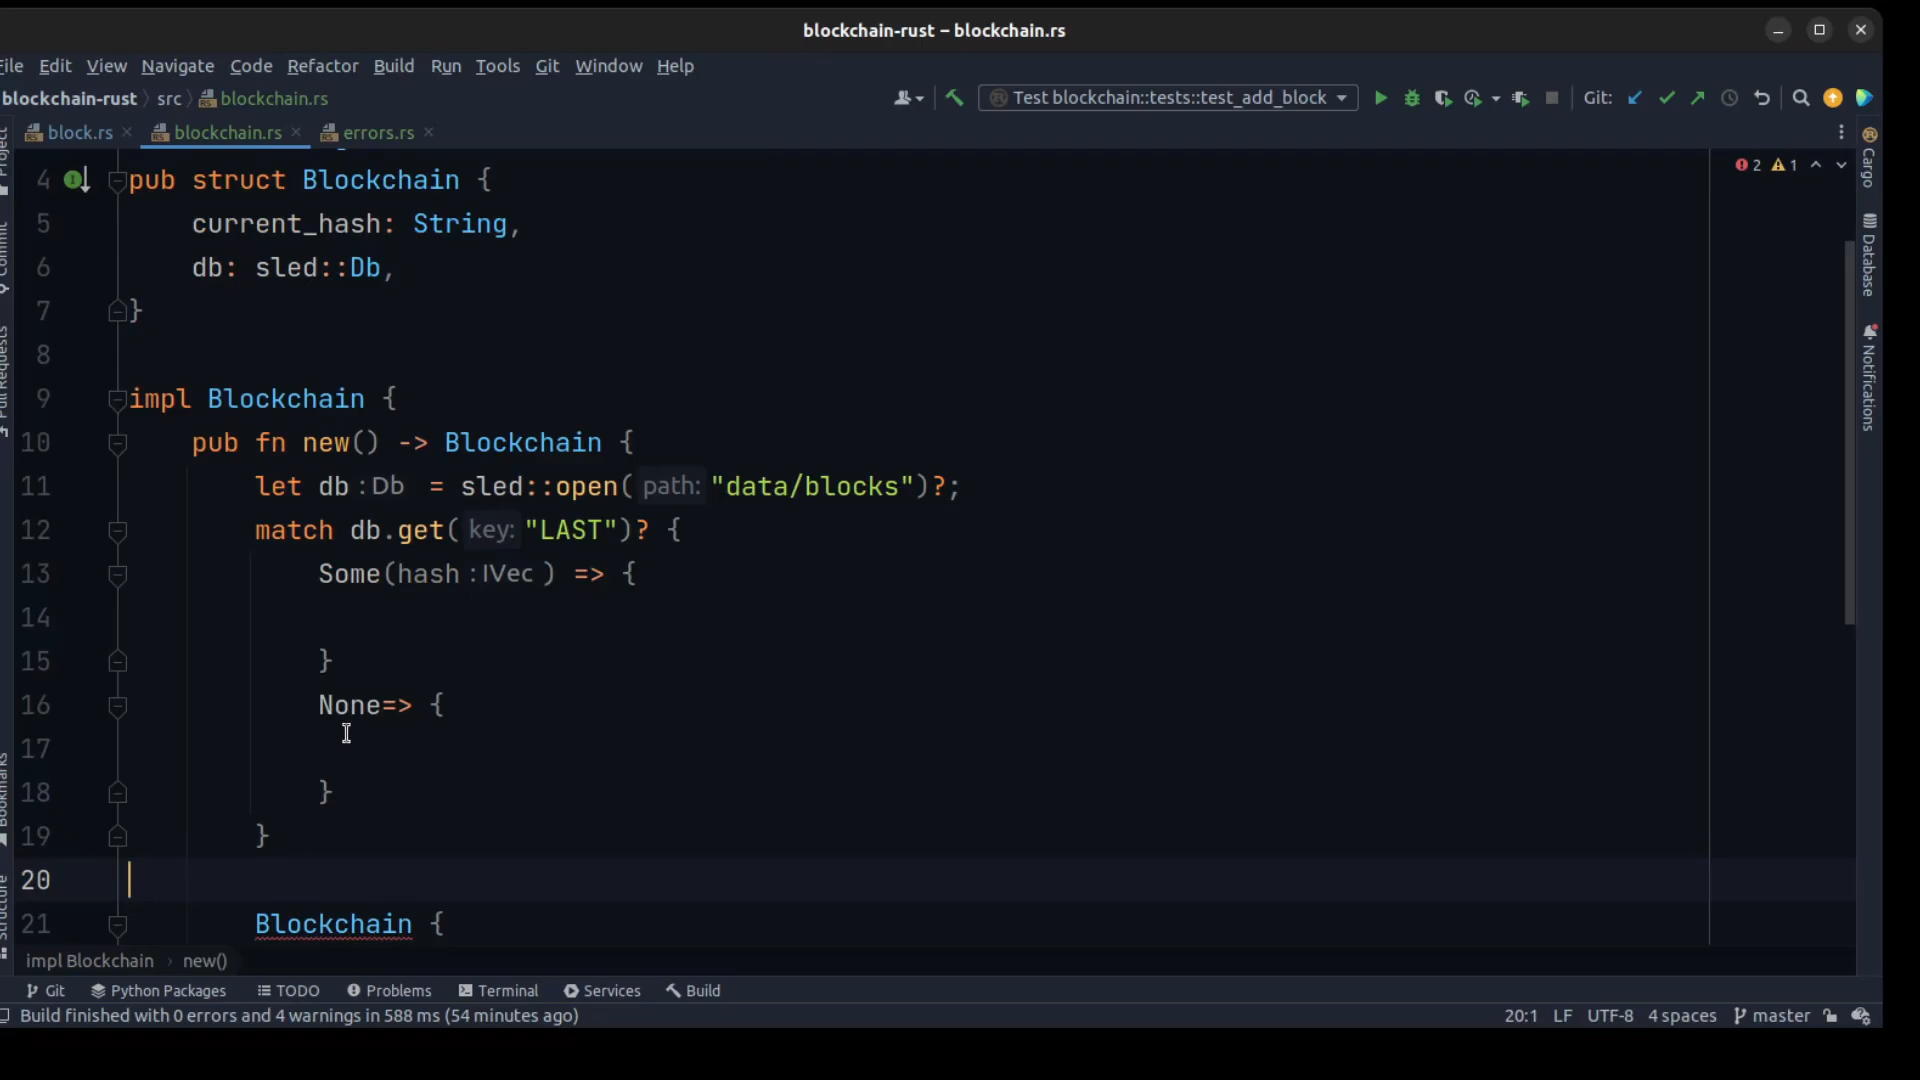 blockchain-rust – blockchain.rs
File Edit View Navigate Code Refactor Build Run Tools Git Window Help
blockchain-rust src blockchain.rs
Test blockchain::tests::test_add_block Git:
block.rs blockchain.rs errors.rs
2 1
4 pub struct Blockchain {
5 current_hash: String,
6 db: sled::Db,
7 }
8
9 impl Blockchain {
10 pub fn new() -> Blockchain {
11 let db : Db = sled::open( path: "data/blocks")?;
12 match db.get( key: "LAST")? {
13 Some(hash : IVec ) => {
14
15 }
16 None=> {
17
18 }
19 }
20
21 Blockchain {
impl Blockchain › new()
Git Python Packages TODO Problems Terminal Services Build
Build finished with 0 errors and 4 warnings in 588 ms (54 minutes ago)
20:1 LF UTF-8 4 spaces master
Project
Commit
Pull Requests
Bookmarks
Structure
Cargo
Database
Notifications